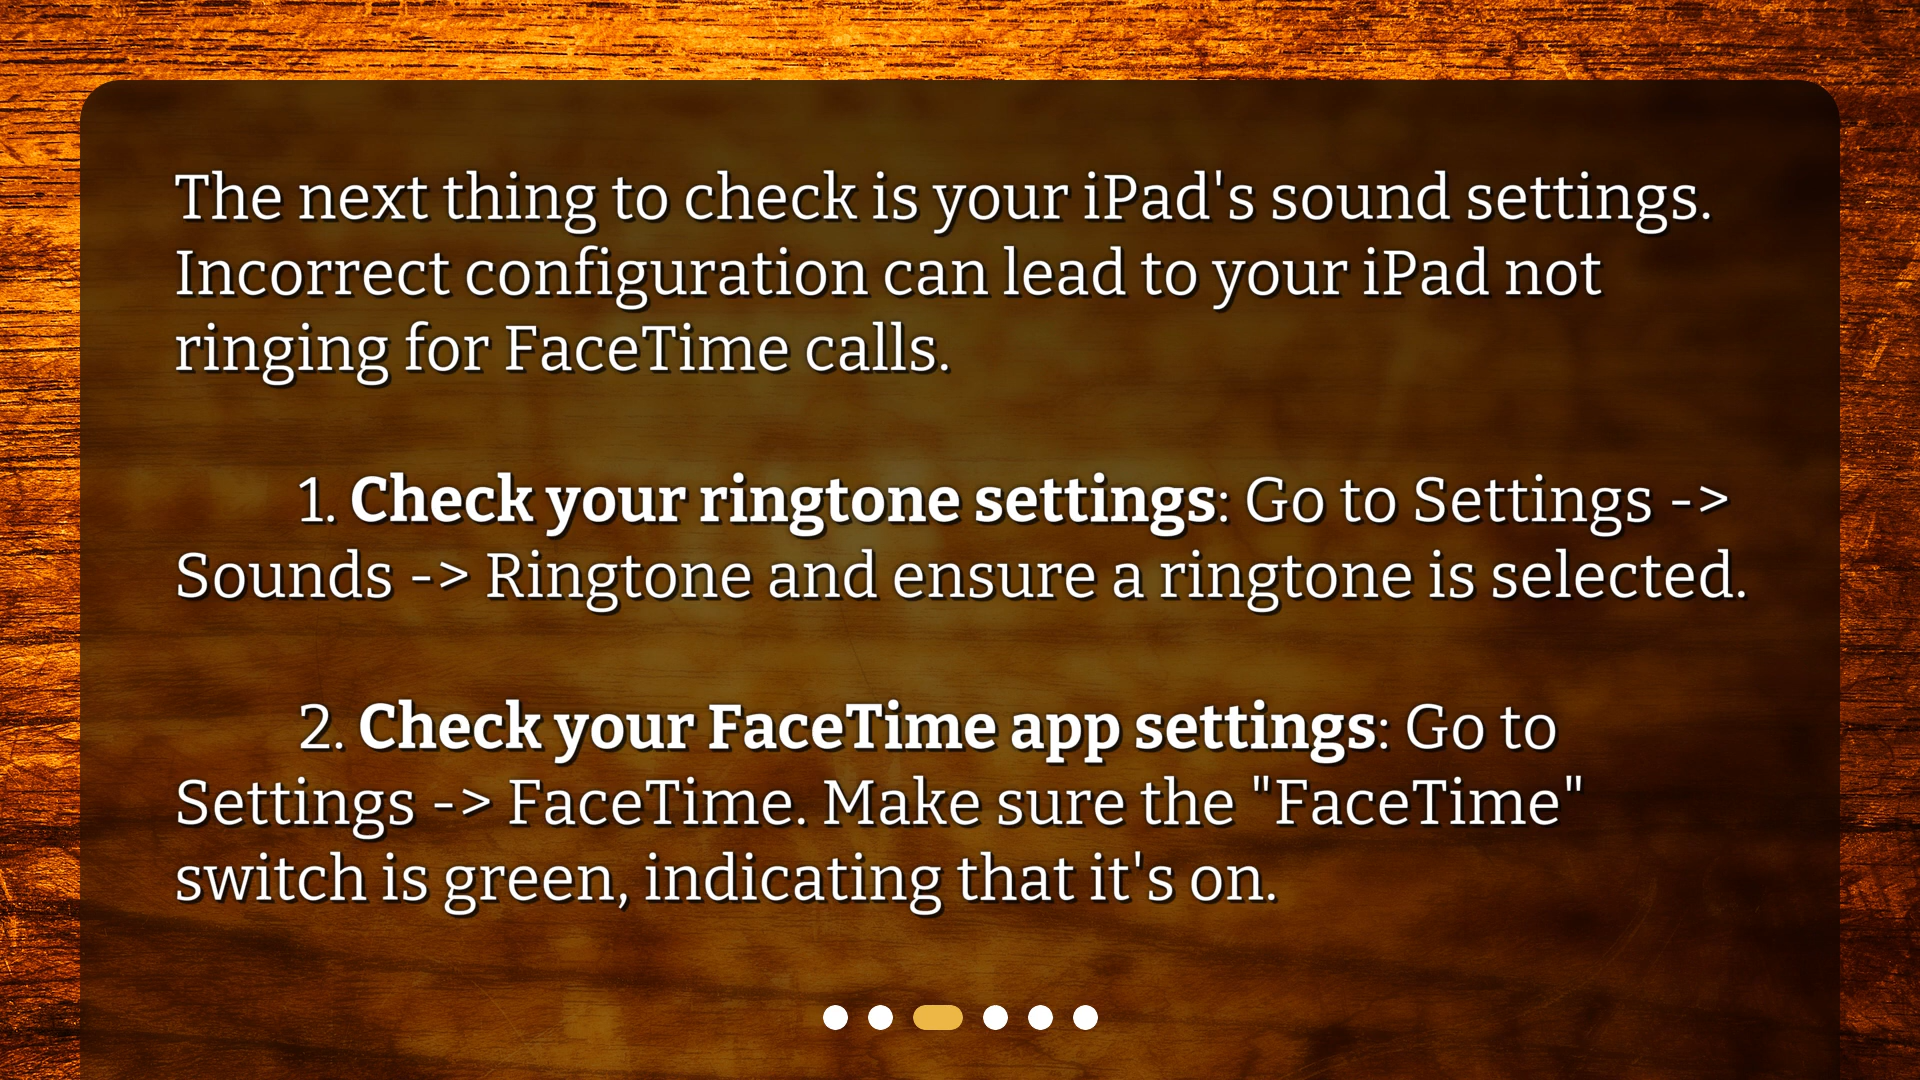 The next thing to check is your iPad's sound settings.
Incorrect configuration can lead to your iPad not
ringing for FaceTime calls.
1. Check your ringtone settings: Go to Settings ->
Sounds -> Ringtone and ensure a ringtone is selected.
2. Check your FaceTime app settings: Go to
Settings -> FaceTime. Make sure the "FaceTime"
switch is green, indicating that it's on.